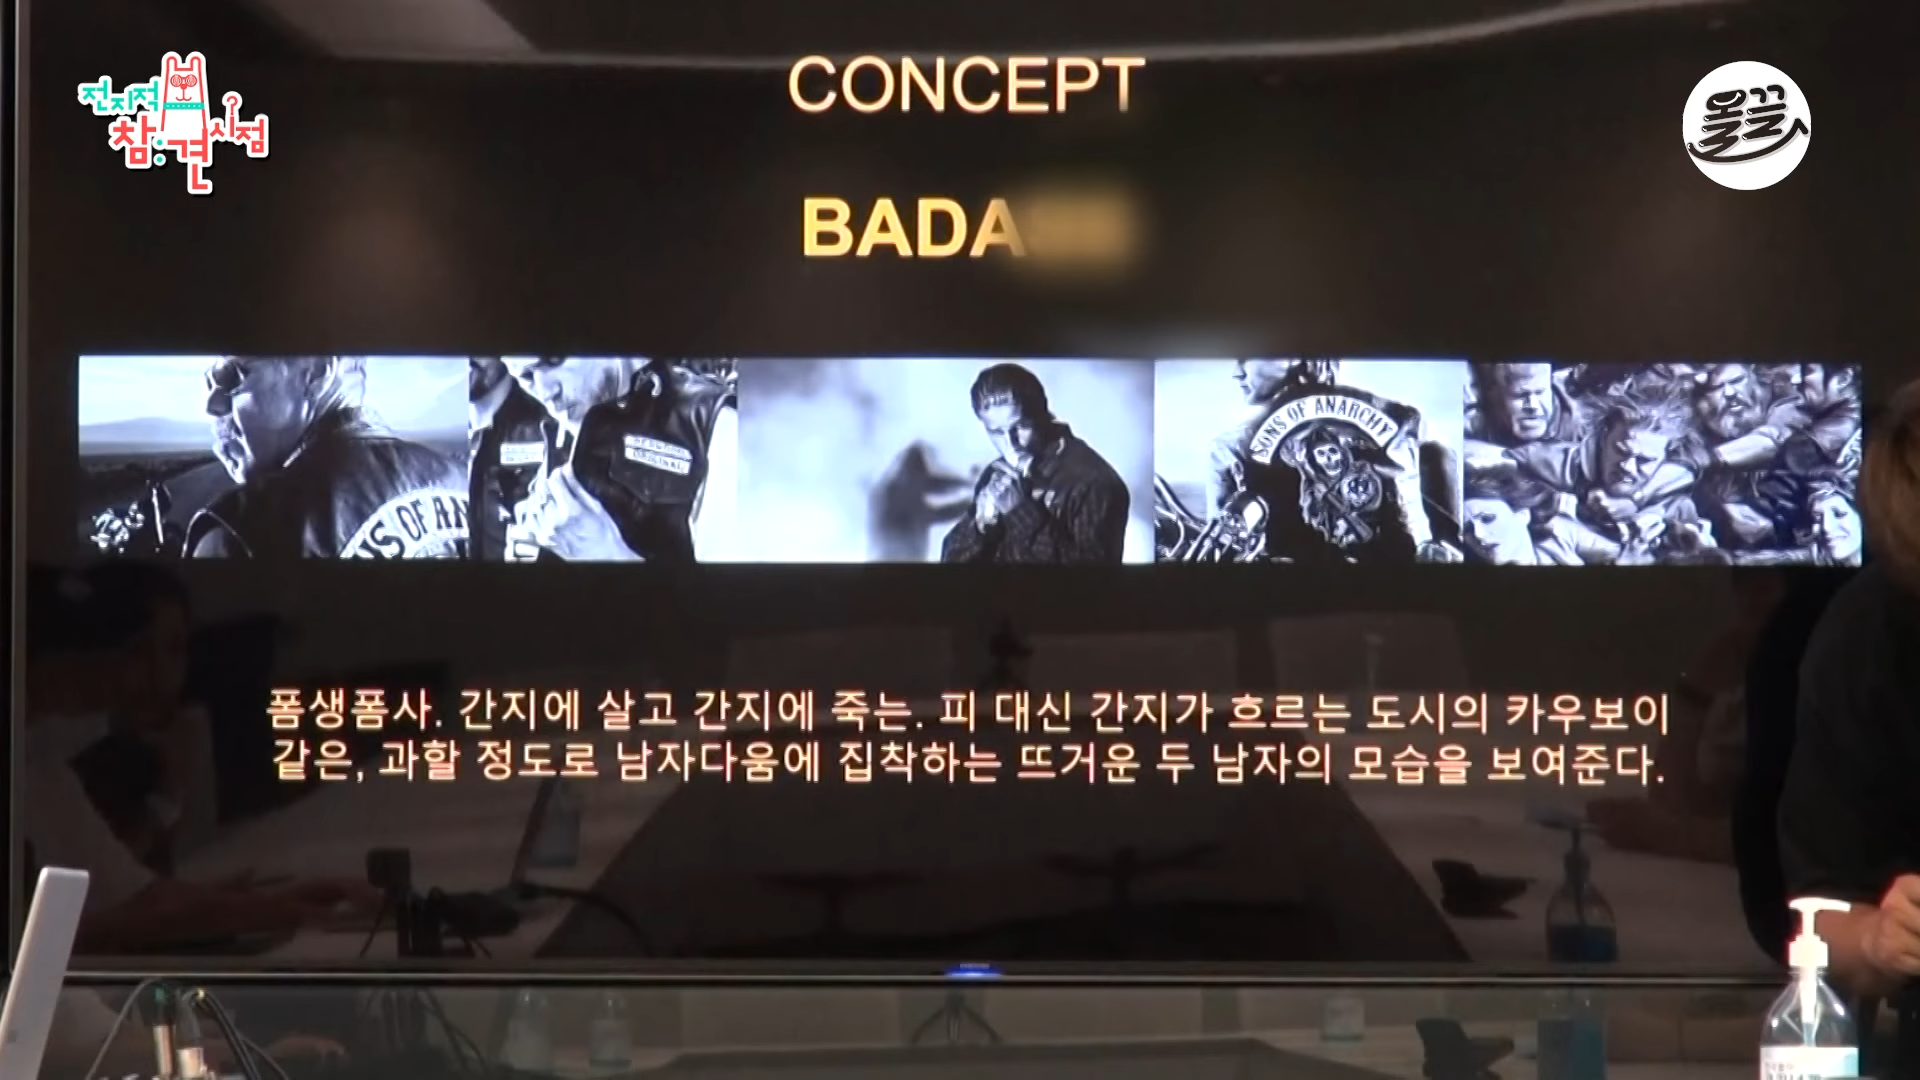 전지적
참견
시점
올끌
CONCEPT
BADA
SONS OF ANARCHY
폼생폼사. 간지에 살고 간지에 죽는. 피 대신 간지가 흐르는 도시의 카우보이
같은, 과할 정도로 남자다움에 집착하는 뜨거운 두 남자의 모습을 보여준다.